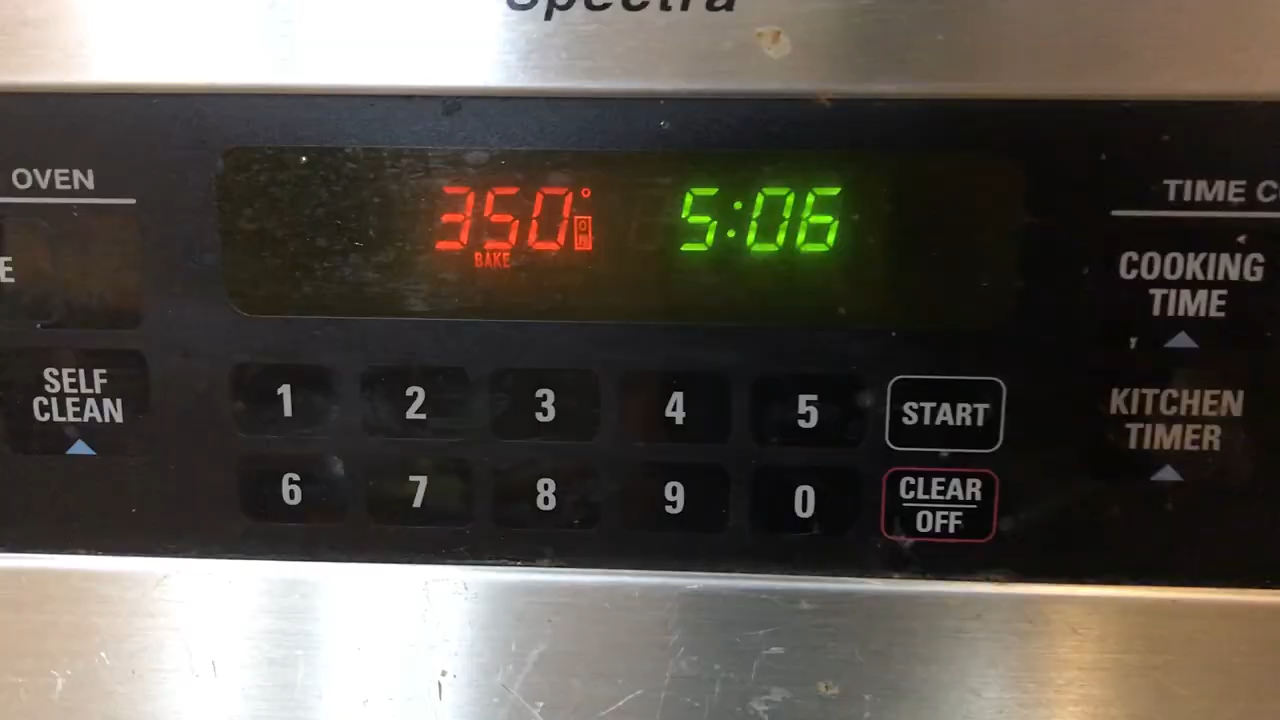 Spectra
OVEN
350° ON 5:06
BAKE
TIME C
E
COOKING
TIME
SELF
CLEAN
1 2 3 4 5 START
KITCHEN
TIMER
6 7 8 9 0 CLEAR
OFF